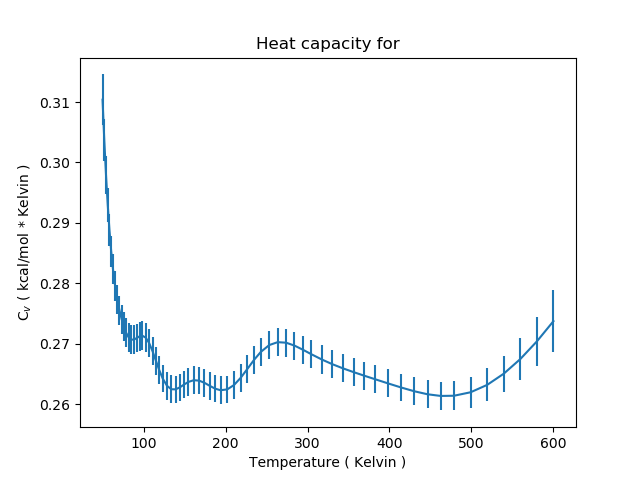 Heat capacity for
C_v ( kcal/mol * Kelvin )
0.31
0.30
0.29
0.28
0.27
0.26
100 200 300 400 500 600
Temperature ( Kelvin )